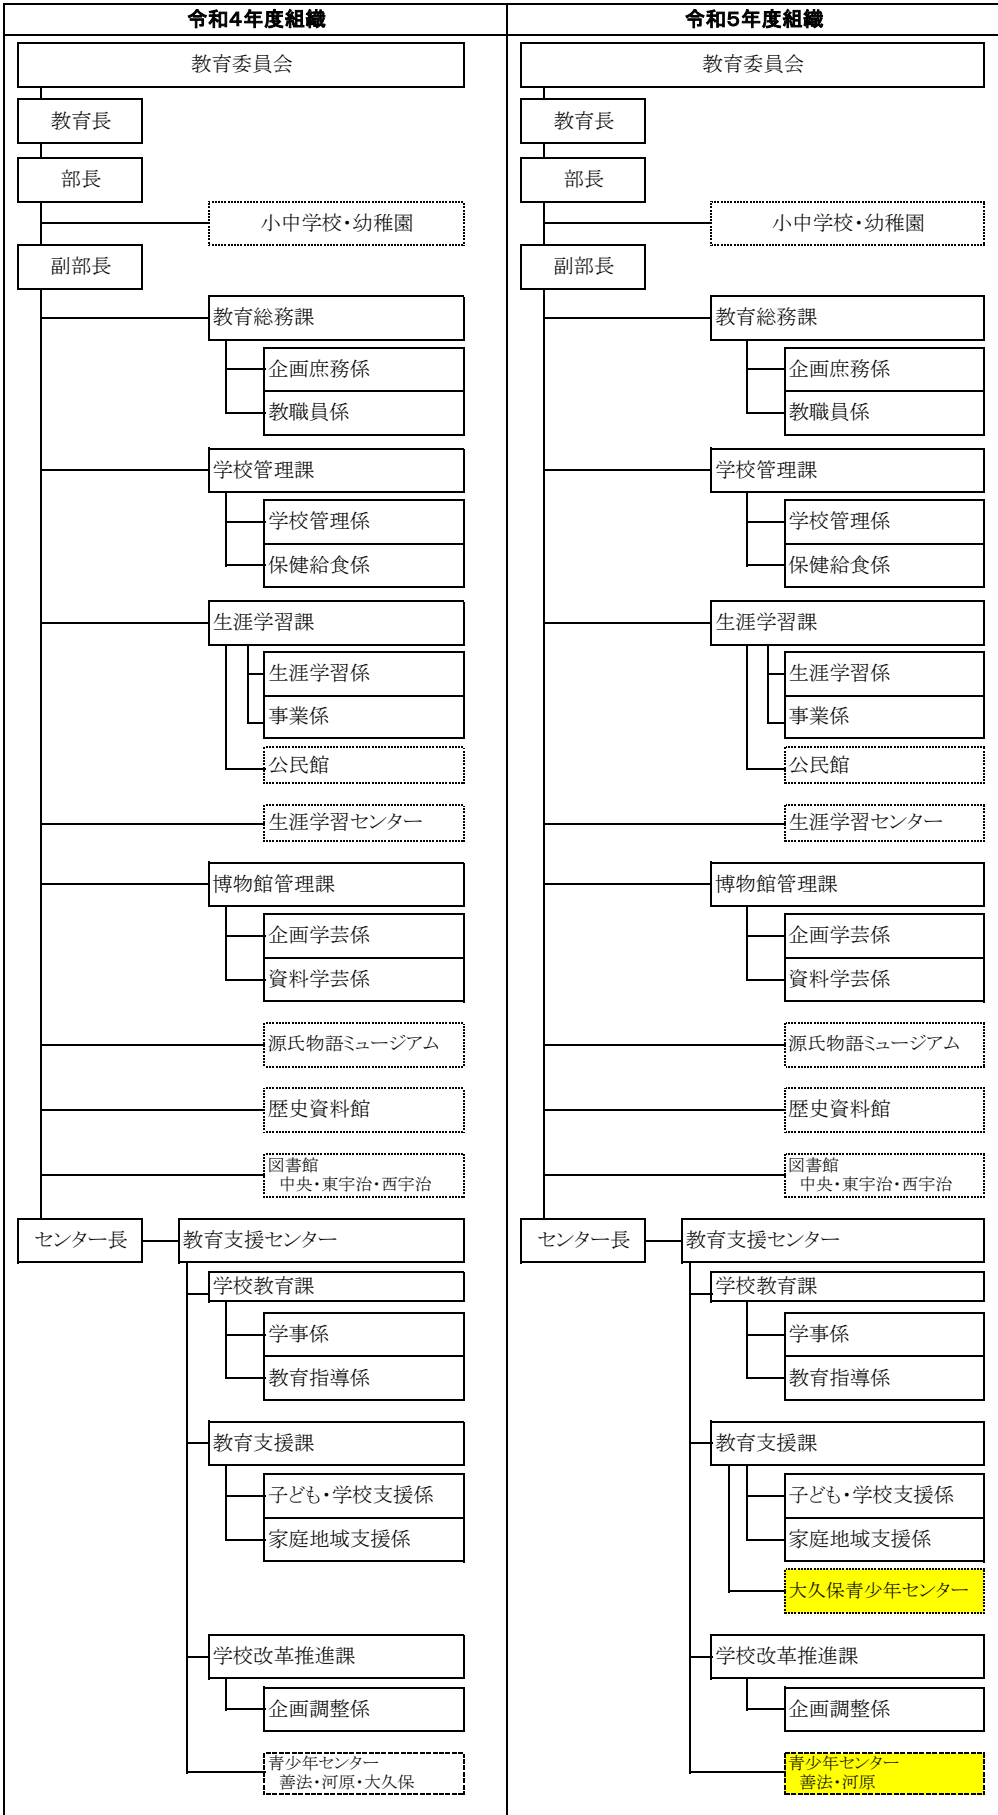 令和4年度組織
教育委員会
教育長
部長
小中学校・幼稚園
副部長
教育総務課
企画庶務係
教職員係
学校管理課
学校管理係
保健給食係
生涯学習課
生涯学習係
事業係
公民館
生涯学習センター
博物館管理課
企画学芸係
資料学芸係
源氏物語ミュージアム
歴史資料館
図書館
中央・東宇治・西宇治
センター長
教育支援センター
学校教育課
学事係
教育指導係
教育支援課
子ども・学校支援係
家庭地域支援係
学校改革推進課
企画調整係
青少年センター
善法・河原・大久保
令和5年度組織
教育委員会
教育長
部長
小中学校・幼稚園
副部長
教育総務課
企画庶務係
教職員係
学校管理課
学校管理係
保健給食係
生涯学習課
生涯学習係
事業係
公民館
生涯学習センター
博物館管理課
企画学芸係
資料学芸係
源氏物語ミュージアム
歴史資料館
図書館
中央・東宇治・西宇治
センター長
教育支援センター
学校教育課
学事係
教育指導係
教育支援課
子ども・学校支援係
家庭地域支援係
大久保青少年センター
学校改革推進課
企画調整係
青少年センター
善法・河原